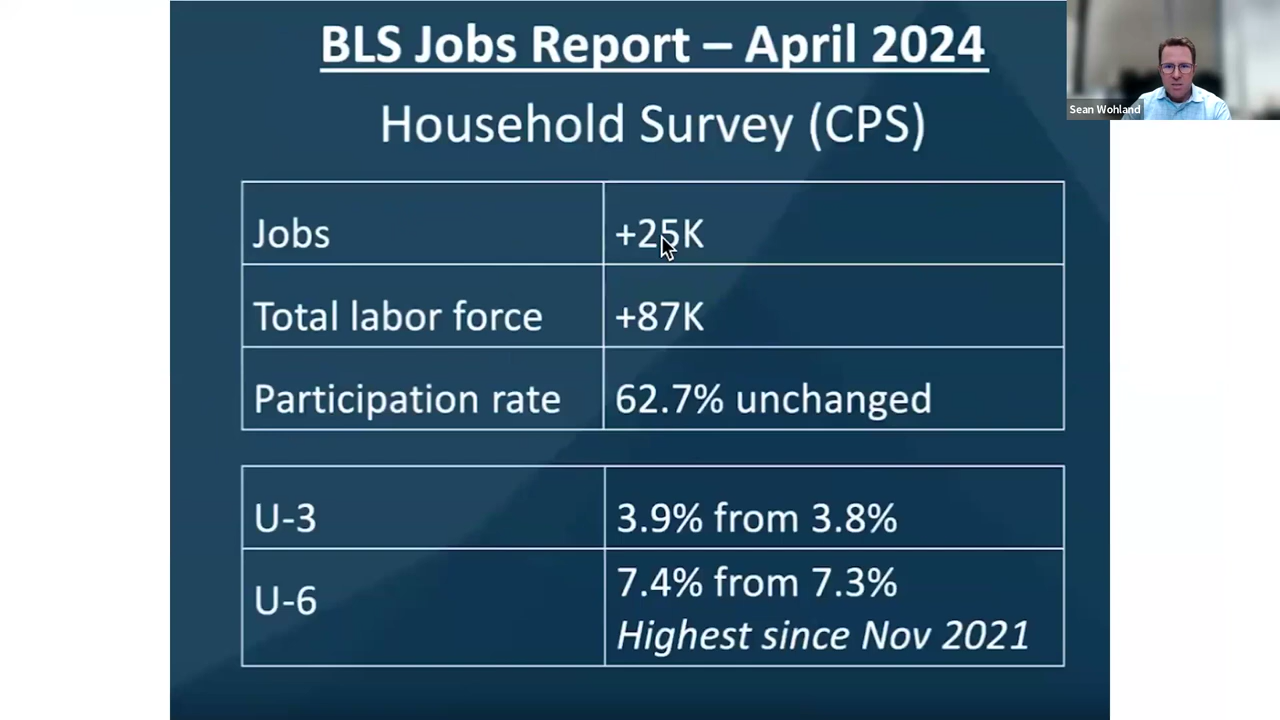 BLS Jobs Report – April 2024
Sean Wohland
Household Survey (CPS)
Jobs +25K
Total labor force +87K
Participation rate 62.7% unchanged
U-3 3.9% from 3.8%
U-6 7.4% from 7.3%
Highest since Nov 2021